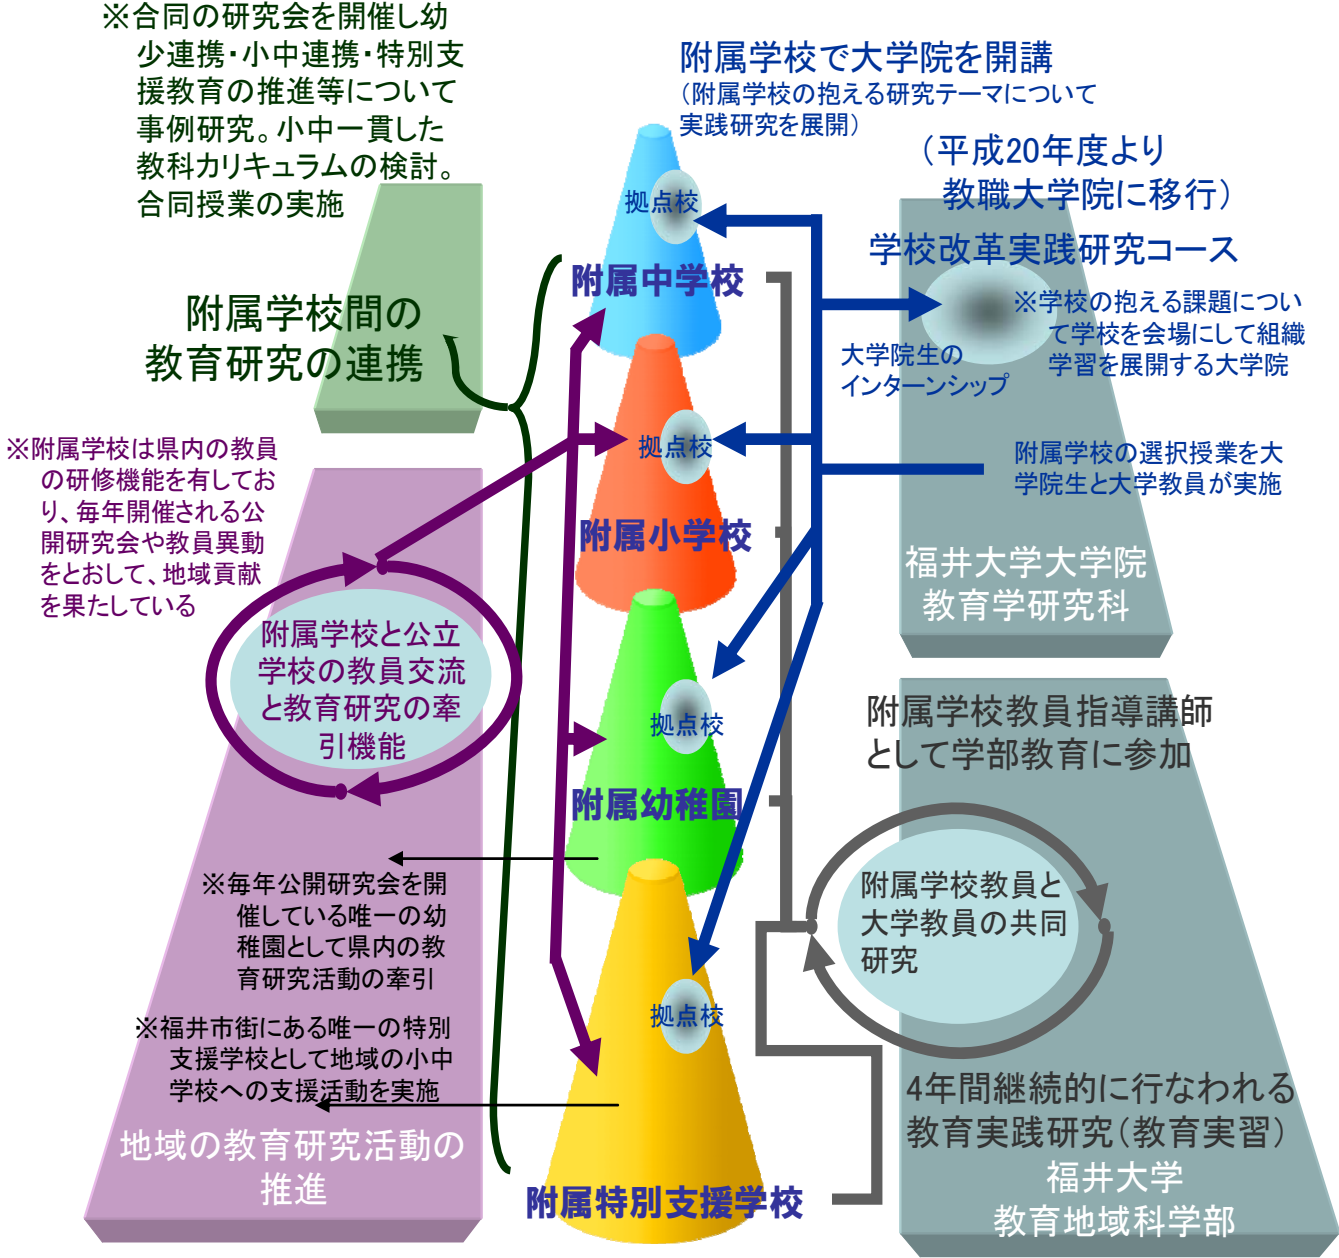 ※合同の研究会を開催し幼
少連携・小中連携・特別支
援教育の推進等について
事例研究。小中一貫した
教科カリキュラムの検討。
合同授業の実施
附属学校間の
教育研究の連携
※附属学校は県内の教員
の研修機能を有してお
り、毎年開催される公
開研究会や教員異動
をとおして、地域貢献
を果たしている
附属学校と公立
学校の教員交流
と教育研究の牽
引機能
※毎年公開研究会を開
催している唯一の幼
稚園として県内の教
育研究活動の牽引
※福井市街にある唯一の特別
支援学校として地域の小中
学校への支援活動を実施
地域の教育研究活動の
推進
附属学校で大学院を開講
（附属学校の抱える研究テーマについて
実践研究を展開）
拠点校
附属中学校
拠点校
附属小学校
拠点校
附属幼稚園
拠点校
附属特別支援学校
（平成20年度より
教職大学院に移行）
学校改革実践研究コース
※学校の抱える課題につい
て学校を会場にして組織
学習を展開する大学院
大学院生の
インターンシップ
附属学校の選択授業を大
学院生と大学教員が実施
福井大学大学院
教育学研究科
附属学校教員指導講師
として学部教育に参加
附属学校教員と
大学教員の共同
研究
4年間継続的に行なわれる
教育実践研究（教育実習）
福井大学
教育地域科学部